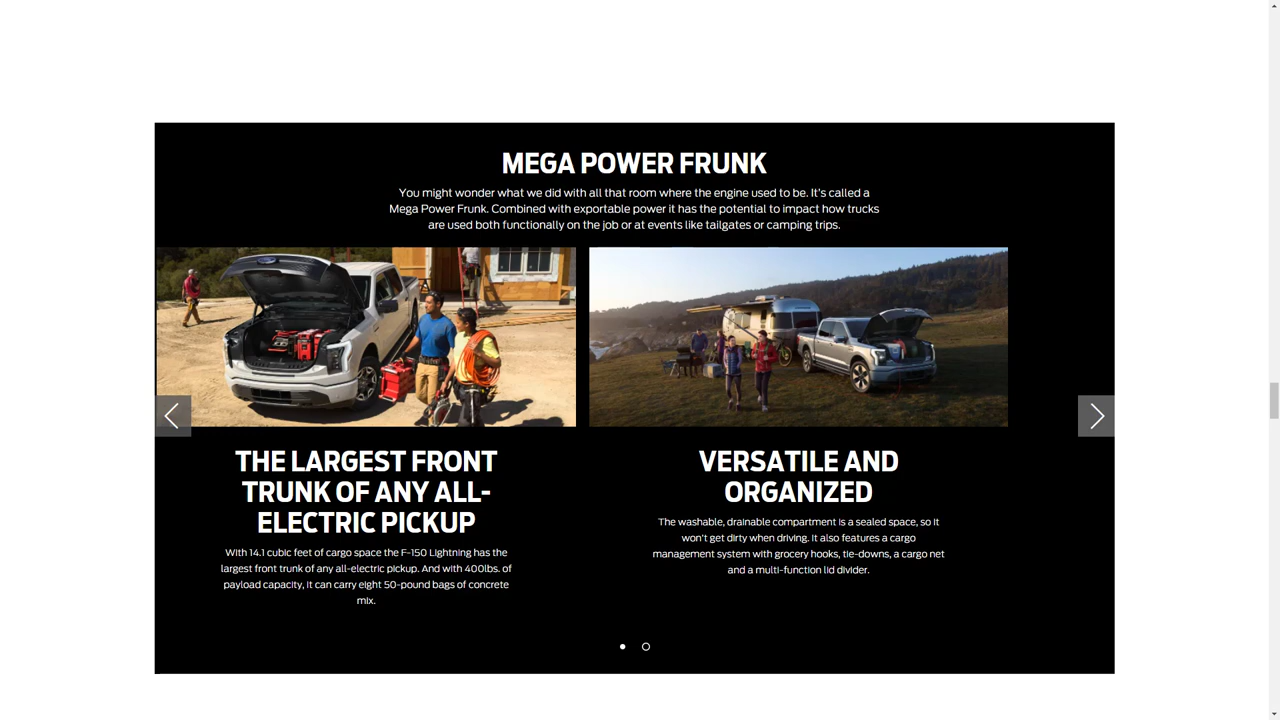 MEGA POWER FRUNK
You might wonder what we did with all that room where the engine used to be. It's called a
Mega Power Frunk. Combined with exportable power it has the potential to impact how trucks
are used both functionally on the job or at events like tailgates or camping trips.
THE LARGEST FRONT
TRUNK OF ANY ALL-
ELECTRIC PICKUP
With 14.1 cubic feet of cargo space the F-150 Lightning has the
largest front trunk of any all-electric pickup. And with 400lbs. of
payload capacity, it can carry eight 50-pound bags of concrete
mix.
VERSATILE AND
ORGANIZED
The washable, drainable compartment is a sealed space, so it
won't get dirty when driving. It also features a cargo
management system with grocery hooks, tie-downs, a cargo net
and a multi-function lid divider.